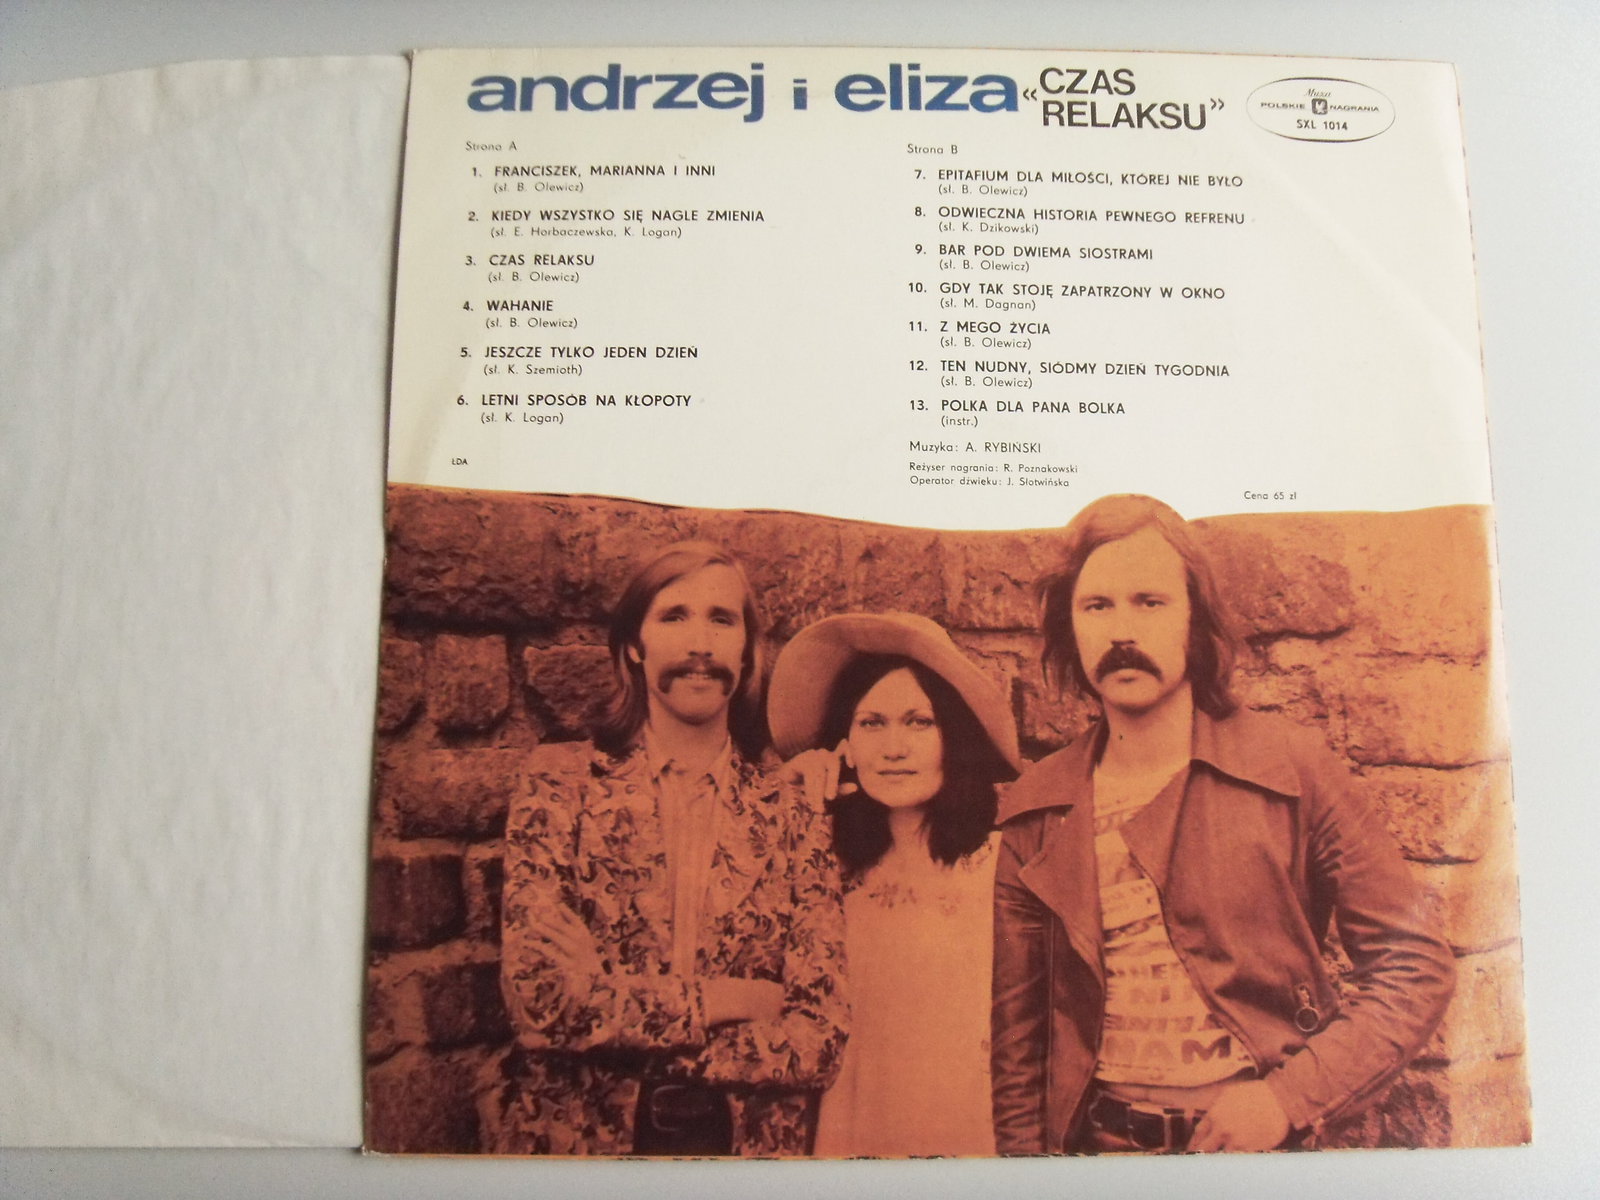 andrzej i eliza «CZAS RELAKSU»
Muza
POLSKIE NAGRANIA
SXL 1014
Strona A
1. FRANCISZEK, MARIANNA I INNI
(sł. B. Olewicz)
2. KIEDY WSZYSTKO SIĘ NAGLE ZMIENIA
(sł. E. Horbaczewska, K. Logan)
3. CZAS RELAKSU
(sł. B. Olewicz)
4. WAHANIE
(sł. B. Olewicz)
5. JESZCZE TYLKO JEDEN DZIEŃ
(sł. K. Szemioth)
6. LETNI SPOSÓB NA KŁOPOTY
(sł. K. Logan)
ŁDA
Strona B
7. EPITAFIUM DLA MIŁOŚCI, KTÓREJ NIE BYŁO
(sł. B. Olewicz)
8. ODWIECZNA HISTORIA PEWNEGO REFRENU
(sł. K. Dzikowski)
9. BAR POD DWIEMA SIOSTRAMI
(sł. B. Olewicz)
10. GDY TAK STOJĘ ZAPATRZONY W OKNO
(sł. M. Dagnan)
11. Z MEGO ŻYCIA
(sł. B. Olewicz)
12. TEN NUDNY, SIÓDMY DZIEŃ TYGODNIA
(sł. B. Olewicz)
13. POLKA DLA PANA BOLKA
(instr.)
Muzyka: A. RYBIŃSKI
Reżyser nagrania: R. Poznakowski
Operator dźwięku: J. Słotwińska
Cena 65 zł